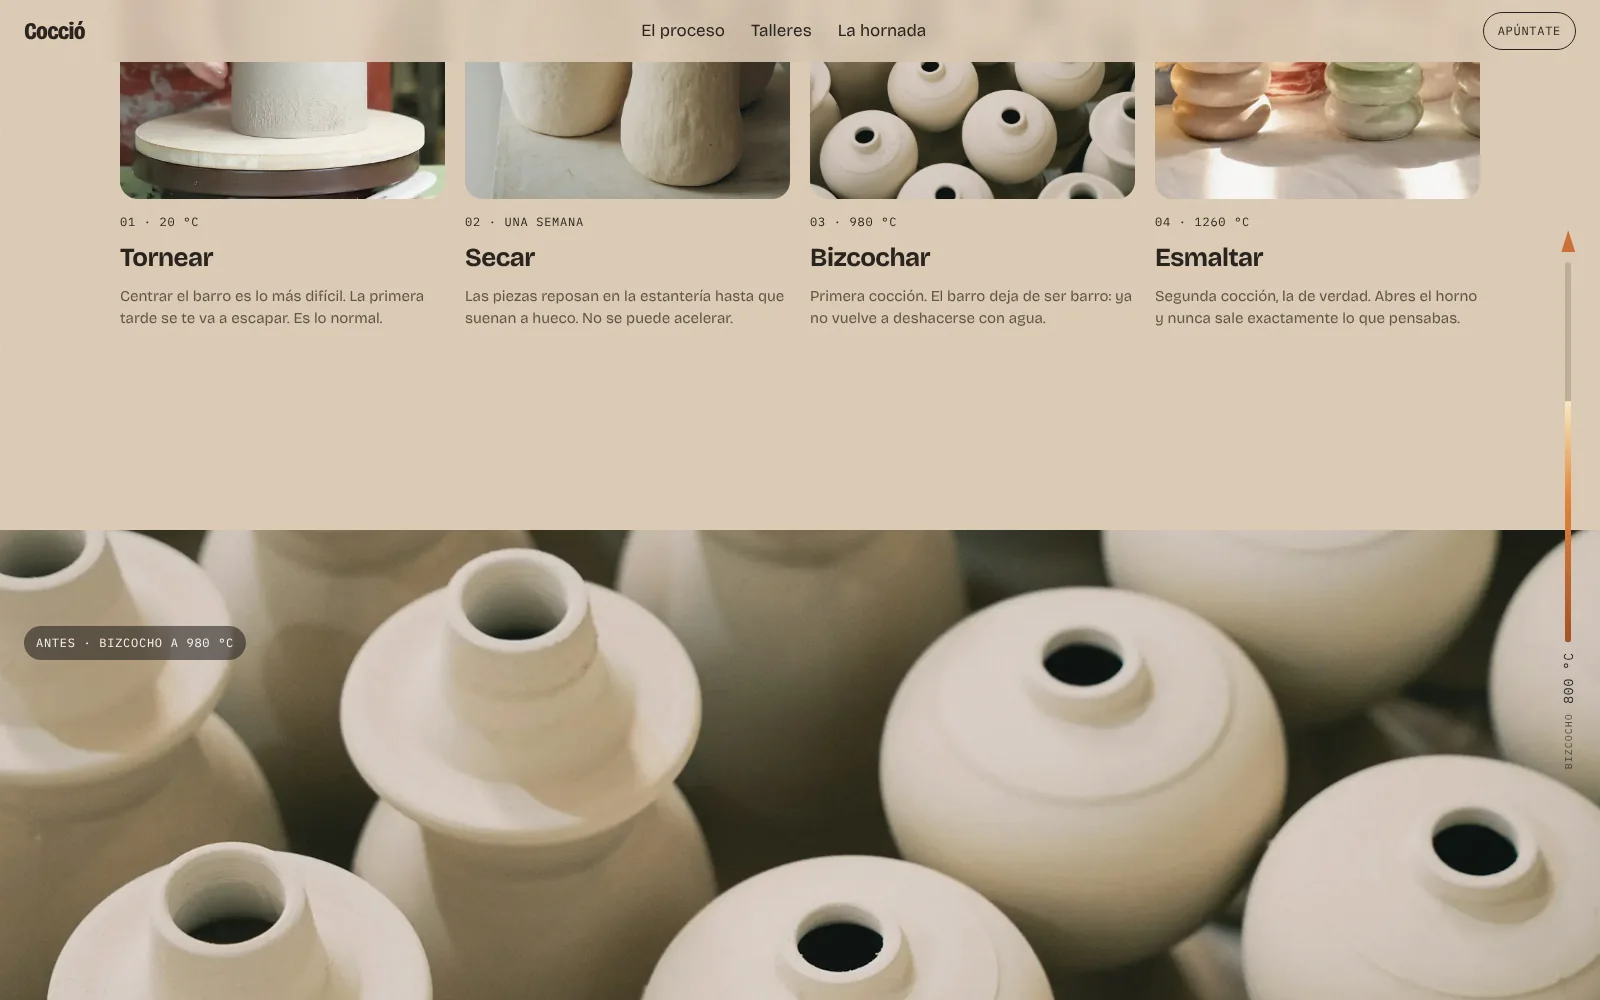 Cocció
El proceso
Talleres
La hornada
APÚNTATE
01 · 20 °C
Tornear
Centrar el barro es lo más difícil. La primera
tarde se te va a escapar. Es lo normal.
02 · UNA SEMANA
Secar
Las piezas reposan en la estantería hasta que
suenan a hueco. No se puede acelerar.
03 · 980 °C
Bizcochar
Primera cocción. El barro deja de ser barro: ya
no vuelve a deshacerse con agua.
04 · 1260 °C
Esmaltar
Segunda cocción, la de verdad. Abres el horno
y nunca sale exactamente lo que pensabas.
ANTES · BIZCOCHO A 980 °C
BIZCOCHO 800 °C